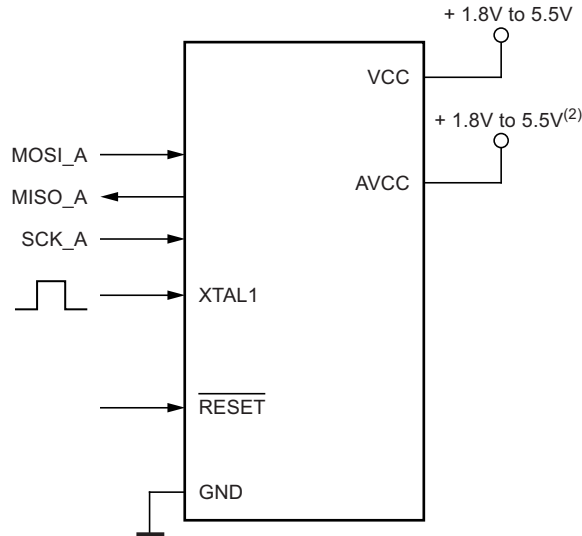 + 1.8V to 5.5V
VCC
+ 1.8V to 5.5V(2)
MOSI_A
AVCC
MISO_A
SCK_A
XTAL1
RESET
GND